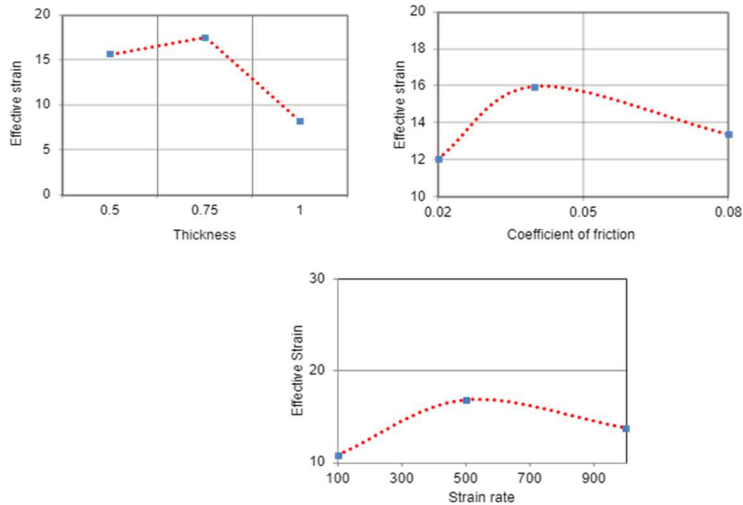 20
15
10
5
0
Effective strain
0.5 0.75 1
Thickness
20
18
16
14
12
10
Effective strain
0.02 0.05 0.08
Coefficient of friction
30
20
10
Effective Strain
100 300 500 700 900
Strain rate